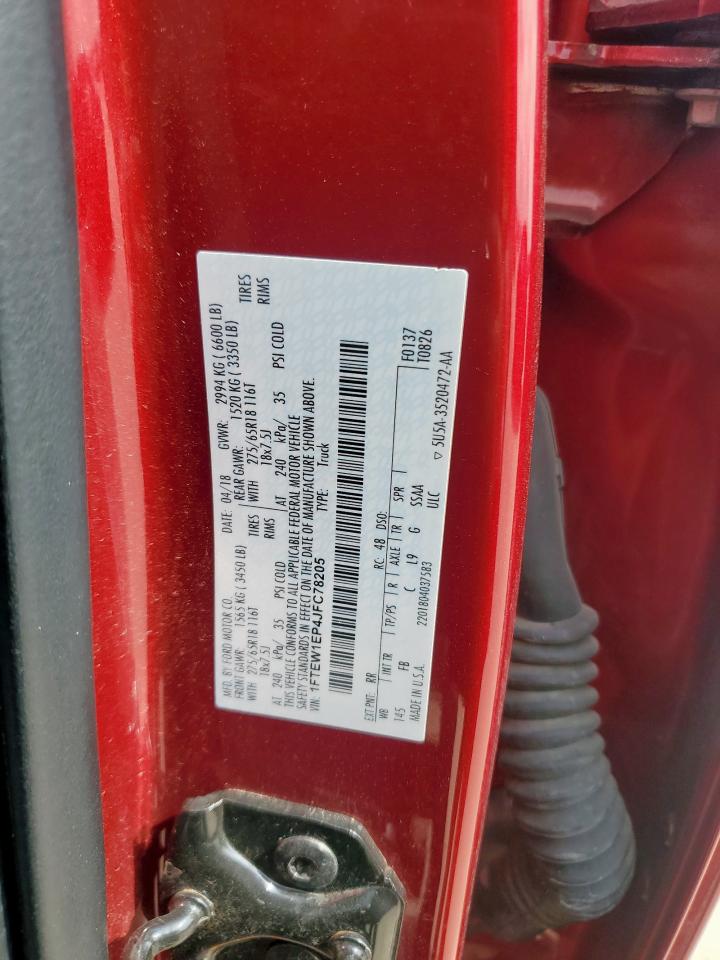 MFD. BY FORD MOTOR CO.
DATE: 04/18 GVWR: 2994 KG ( 6600 LB)
FRONT GAWR: 1565 KG ( 3450 LB) REAR GAWR: 1520 KG ( 3350 LB)
WITH 275/65R18 116T TIRES WITH 275/65R18 116T TIRES
18x7.5J RIMS 18x7.5J RIMS
AT 240 kPa/ 35 PSI COLD AT 240 kPa/ 35 PSI COLD
THIS VEHICLE CONFORMS TO ALL APPLICABLE FEDERAL MOTOR VEHICLE
SAFETY STANDARDS IN EFFECT ON THE DATE OF MANUFACTURE SHOWN ABOVE.
VIN: 1FTEW1EP4JFC78205 TYPE: Truck
EXT PNT: RR RC: 48 DSO: F0137
WB INT TR TP/PS R AXLE TR SPR T0826
145 FB C L9 G SSAA
MADE IN U.S.A. 2201804037583 ULC
▽ 5U5A-3520472-AA